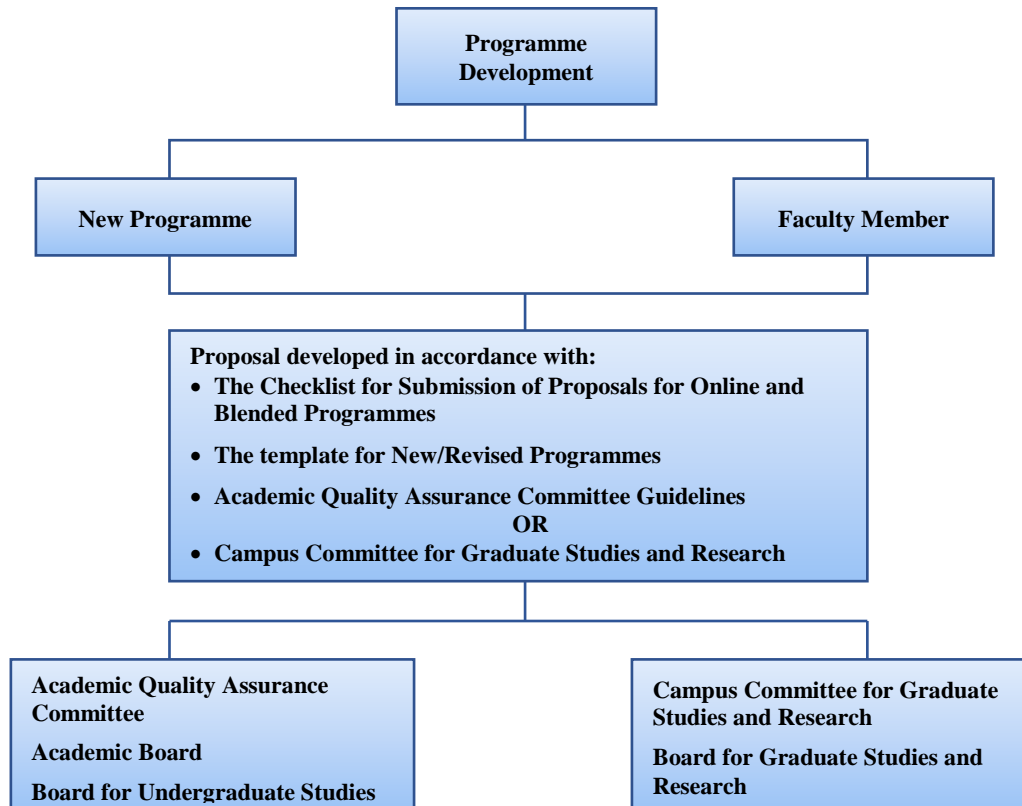 Programme
Development
New Programme
Faculty Member
Proposal developed in accordance with:
• The Checklist for Submission of Proposals for Online and
Blended Programmes
• The template for New/Revised Programmes
• Academic Quality Assurance Committee Guidelines
OR
• Campus Committee for Graduate Studies and Research
Academic Quality Assurance
Committee
Academic Board
Board for Undergraduate Studies
Campus Committee for Graduate
Studies and Research
Board for Graduate Studies and
Research